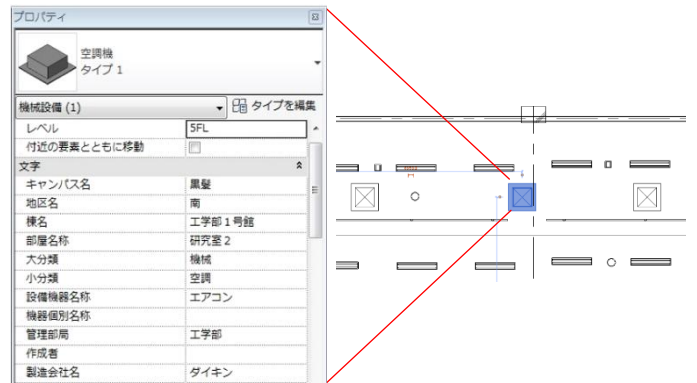 プロパティ
空調機
タイプ 1
機械設備 (1)
タイプを編集
レベル 5FL
付近の要素とともに移動
文字
キャンパス名 黒髪
地区名 南
棟名 工学部１号館
部屋名称 研究室２
大分類 機械
小分類 空調
設備機器名称 エアコン
機器個別名称
管理部局 工学部
作成者
製造会社名 ダイキン